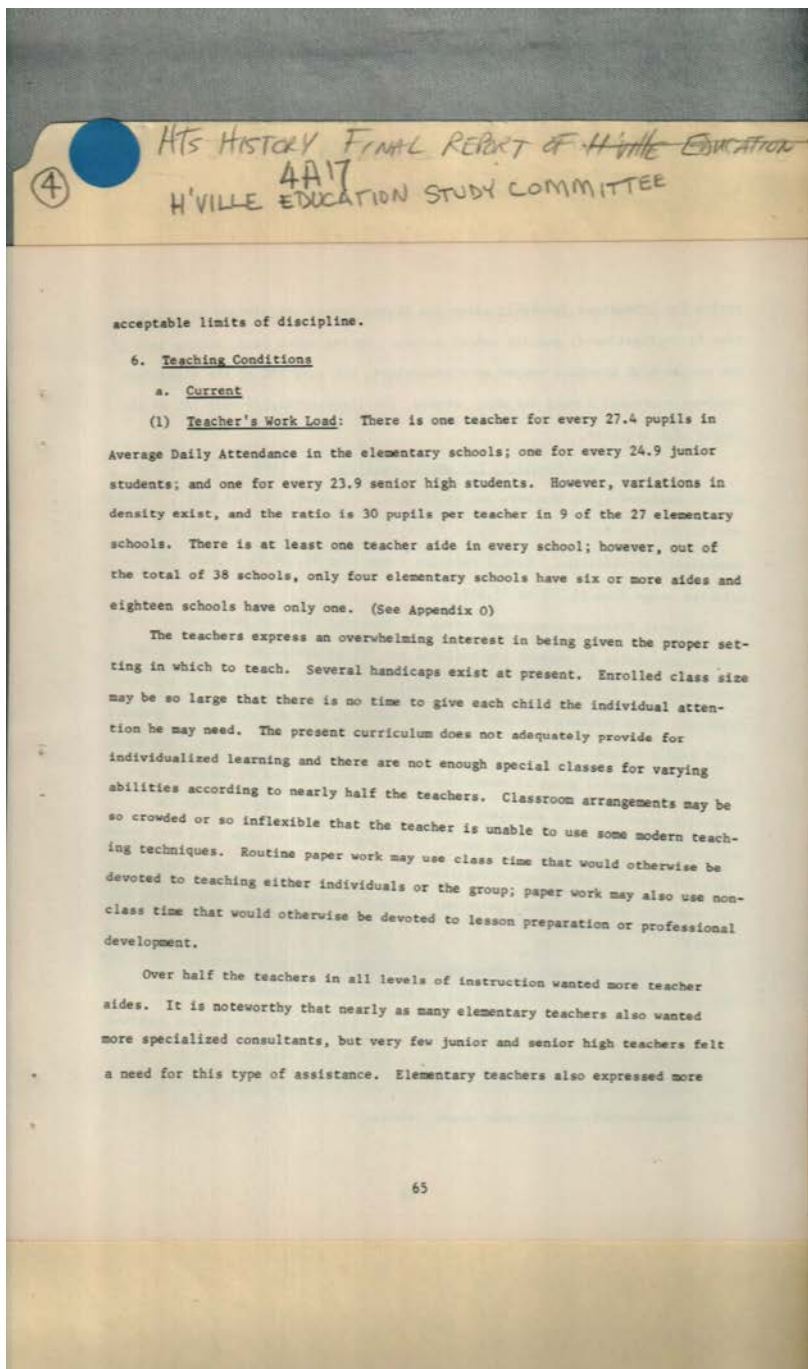 HTS HISTORY FINAL REPORT OF H'ville EDUCATION
4A17
4
H'VILLE EDUCATION STUDY COMMITTEE
acceptable limits of discipline.
6. Teaching Conditions
a. Current
(1) Teacher's Work Load: There is one teacher for every 27.4 pupils in
Average Daily Attendance in the elementary schools; one for every 24.9 junior
students; and one for every 23.9 senior high students. However, variations in
density exist, and the ratio is 30 pupils per teacher in 9 of the 27 elementary
schools. There is at least one teacher aide in every school; however, out of
the total of 38 schools, only four elementary schools have six or more aides and
eighteen schools have only one. (See Appendix O)
The teachers express an overwhelming interest in being given the proper set-
ting in which to teach. Several handicaps exist at present. Enrolled class size
may be so large that there is no time to give each child the individual atten-
tion he may need. The present curriculum does not adequately provide for
individualized learning and there are not enough special classes for varying
abilities according to nearly half the teachers. Classroom arrangements may be
so crowded or so inflexible that the teacher is unable to use some modern teach-
ing techniques. Routine paper work may use class time that would otherwise be
devoted to teaching either individuals or the group; paper work may also use non-
class time that would otherwise be devoted to lesson preparation or professional
development.
Over half the teachers in all levels of instruction wanted more teacher
aides. It is noteworthy that nearly as many elementary teachers also wanted
more specialized consultants, but very few junior and senior high teachers felt
a need for this type of assistance. Elementary teachers also expressed more
65